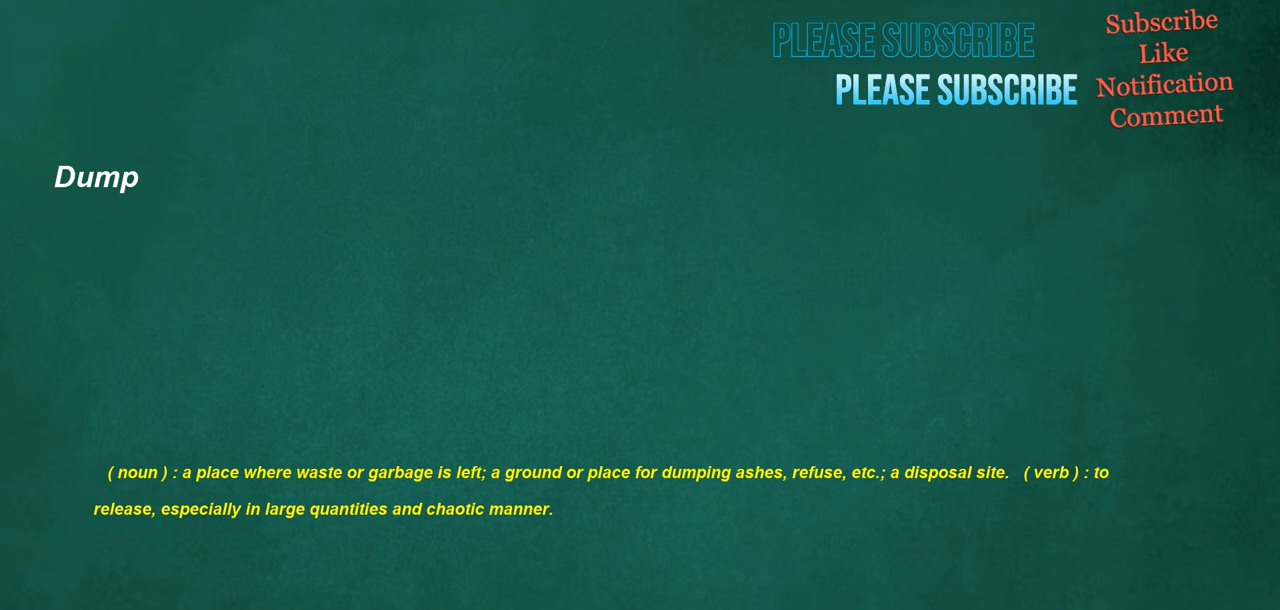 PLEASE SUBSCRIBE
PLEASE SUBSCRIBE
Subscribe
Like
Notification
Comment
Dump
( noun ) : a place where waste or garbage is left; a ground or place for dumping ashes, refuse, etc.; a disposal site. ( verb ) : to
release, especially in large quantities and chaotic manner.